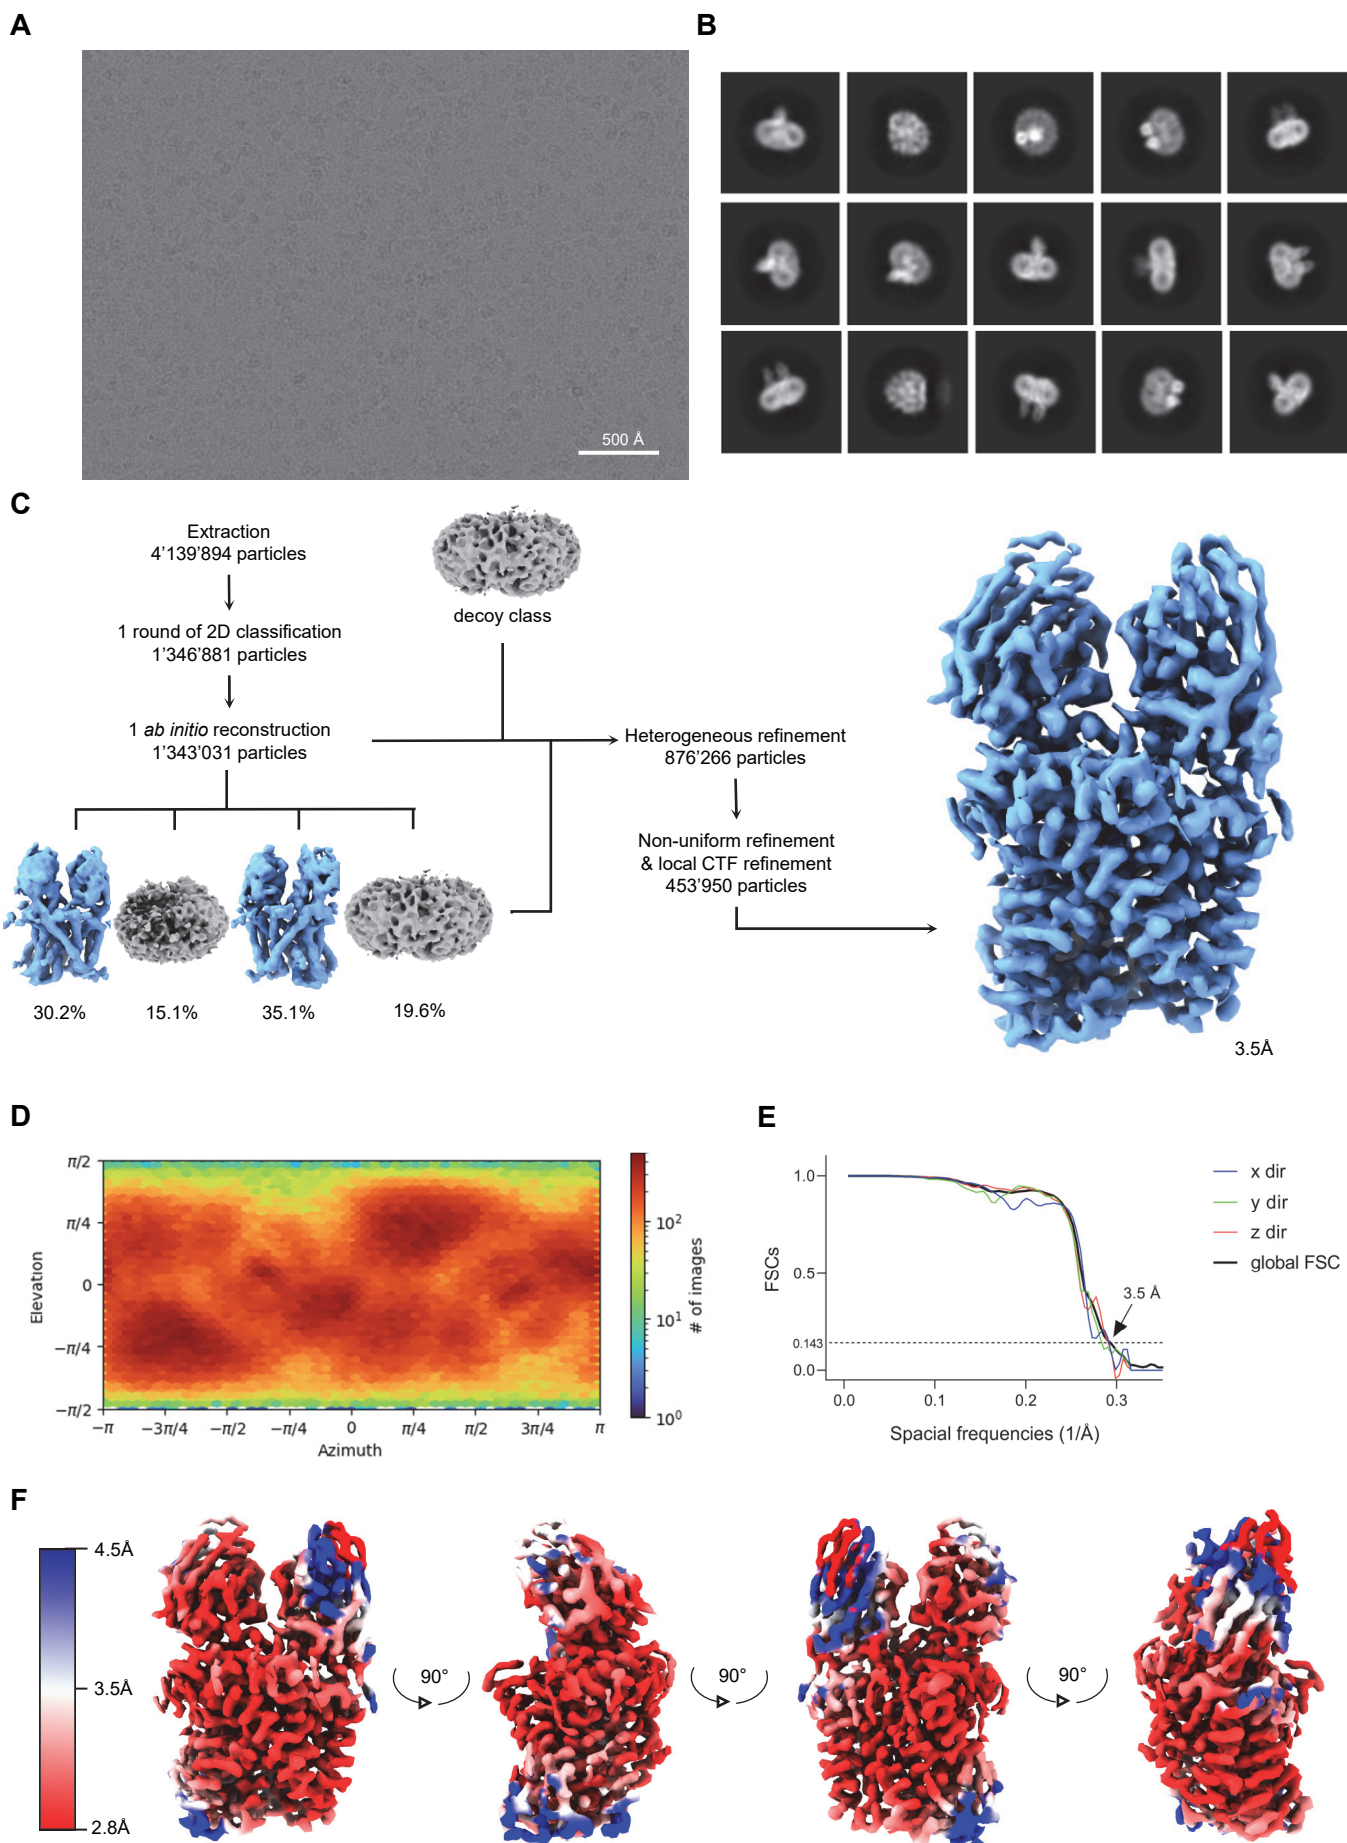 A
B
500 Å
C
Extraction
4'139'894 particles
1 round of 2D classification
1'346'881 particles
1 ab initio reconstruction
1'343'031 particles
decoy class
Heterogeneous refinement
876'266 particles
Non-uniform refinement
& local CTF refinement
453'950 particles
30.2%
15.1%
35.1%
19.6%
3.5Å
D
π/2
π/4
0
−π/4
−π/2
Elevation
−π
−3π/4
−π/2
−π/4
0
π/4
π/2
3π/4
π
Azimuth
10²
10¹
10⁰
# of images
E
1.0
0.5
0.143
0.0
FSCs
0.0
0.1
0.2
0.3
Spacial frequencies (1/Å)
3.5 Å
x dir
y dir
z dir
global FSC
F
4.5Å
3.5Å
2.8Å
90°
90°
90°